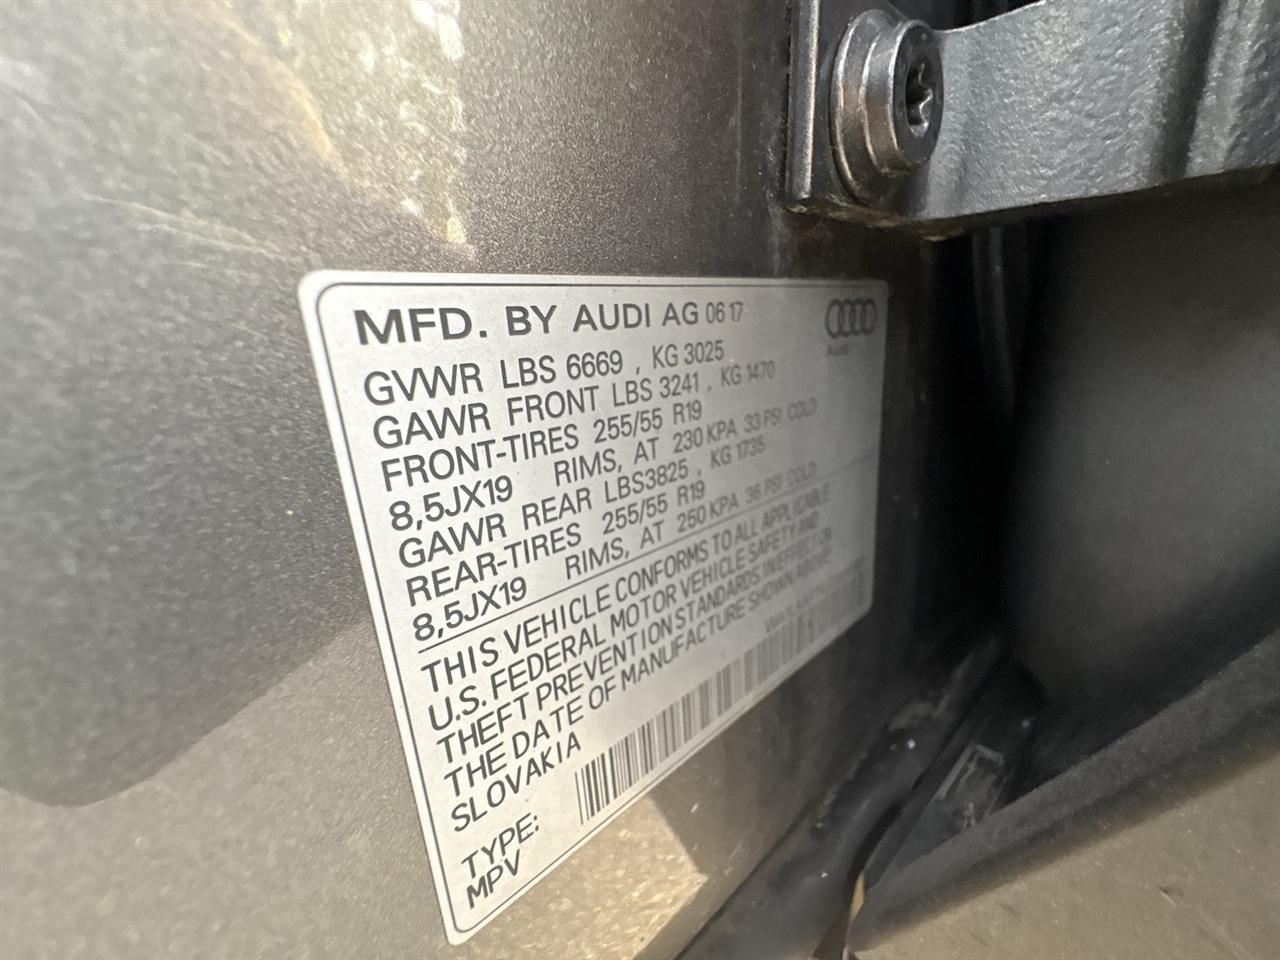 MFD. BY AUDI AG 06 17
Audi
GVWR LBS 6669 , KG 3025
GAWR FRONT LBS 3241 , KG 1470
FRONT-TIRES 255/55 R19
8,5JX19 RIMS, AT 230 KPA 33 PSI COLD
GAWR REAR LBS3825 , KG 1735
REAR-TIRES 255/55 R19
8,5JX19 RIMS, AT 250 KPA 36 PSI COLD
THIS VEHICLE CONFORMS TO ALL APPLICABLE
U.S. FEDERAL MOTOR VEHICLE SAFETY AND
THEFT PREVENTION STANDARDS IN EFFECT ON
THE DATE OF MANUFACTURE SHOWN ABOVE.
SLOVAKIA
TYPE:
MPV